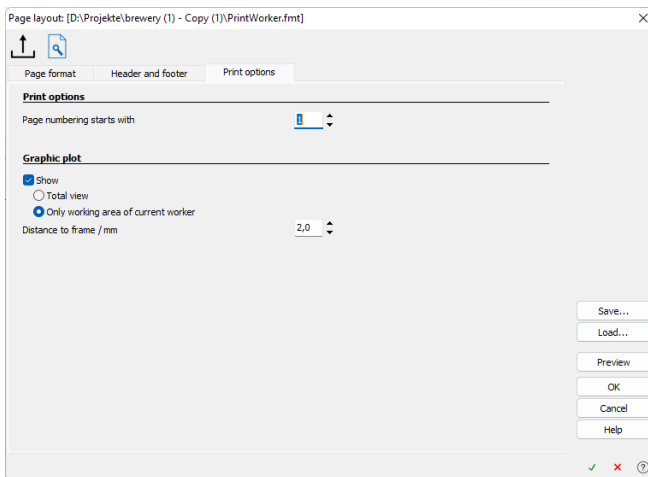 Page layout: [D:\Projekte\brewery (1) - Copy (1)\PrintWorker.fmt]
Page format
Header and footer
Print options
Print options
Page numbering starts with
1
Graphic plot
Show
Total view
Only working area of current worker
Distance to frame / mm
2,0
Save...
Load...
Preview
OK
Cancel
Help
?